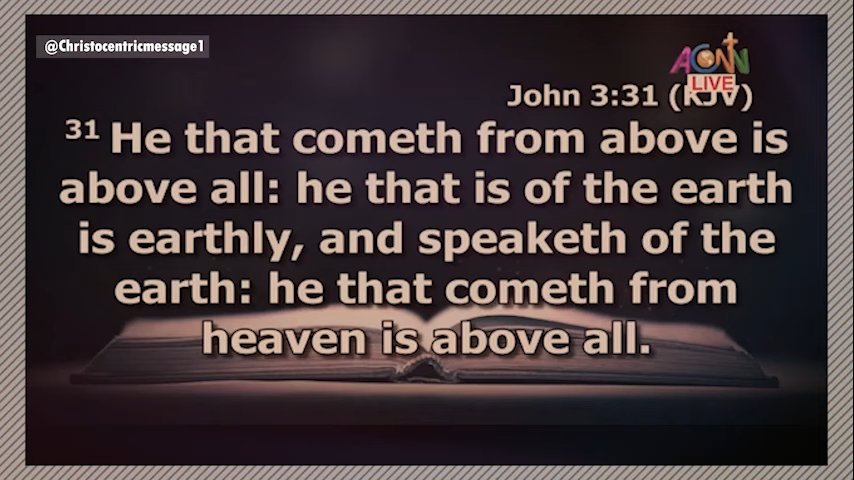 @Christocentricmessage1
ACNN
LIVE
John 3:31 (KJV)
31 He that cometh from above is
above all: he that is of the earth
is earthly, and speaketh of the
earth: he that cometh from
heaven is above all.